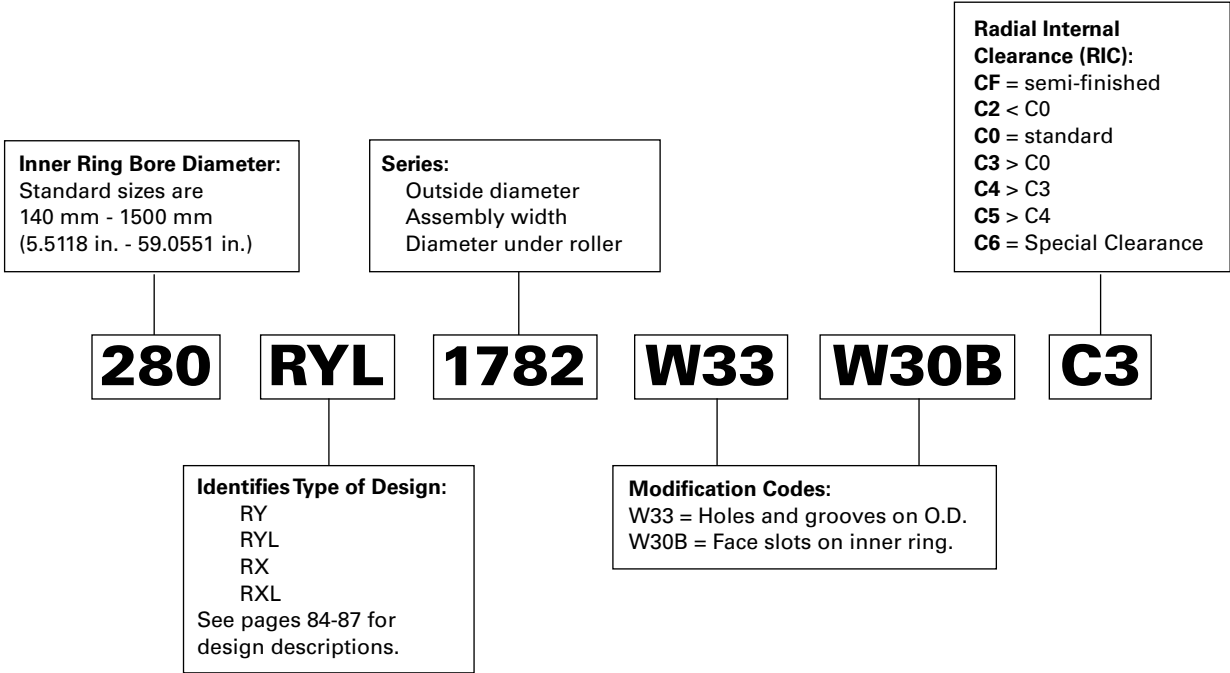 Radial Internal
Clearance (RIC):
CF = semi-finished
C2 < C0
C0 = standard
C3 > C0
C4 > C3
C5 > C4
C6 = Special Clearance
Inner Ring Bore Diameter:
Standard sizes are
140 mm - 1500 mm
(5.5118 in. - 59.0551 in.)
Series:
Outside diameter
Assembly width
Diameter under roller
280 RYL 1782 W33 W30B C3
Identifies Type of Design:
RY
RYL
RX
RXL
See pages 84-87 for
design descriptions.
Modification Codes:
W33 = Holes and grooves on O.D.
W30B = Face slots on inner ring.